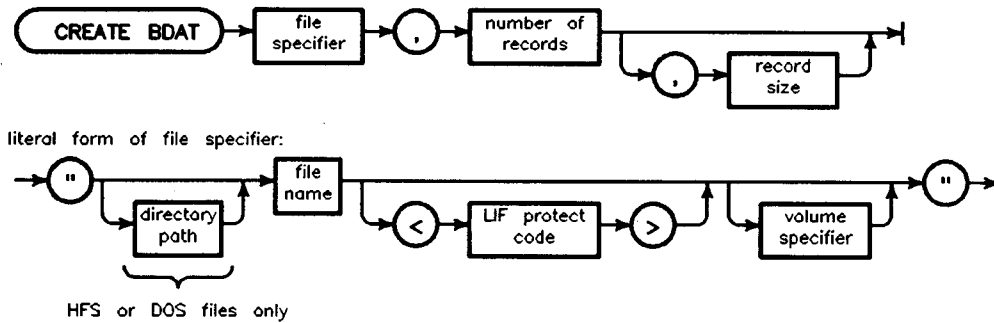 CREATE BDAT
file
specifier
,
number of
records
,
record
size
literal form of file specifier:
"
directory
path
file
name
<
LIF protect
code
>
volume
specifier
"
HFS or DOS files only